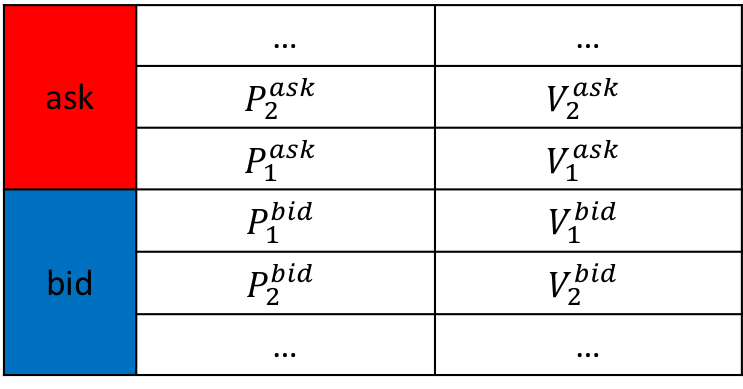 ... ...
ask P_2^{ask} V_2^{ask}
P_1^{ask} V_1^{ask}
P_1^{bid} V_1^{bid}
bid P_2^{bid} V_2^{bid}
... ...